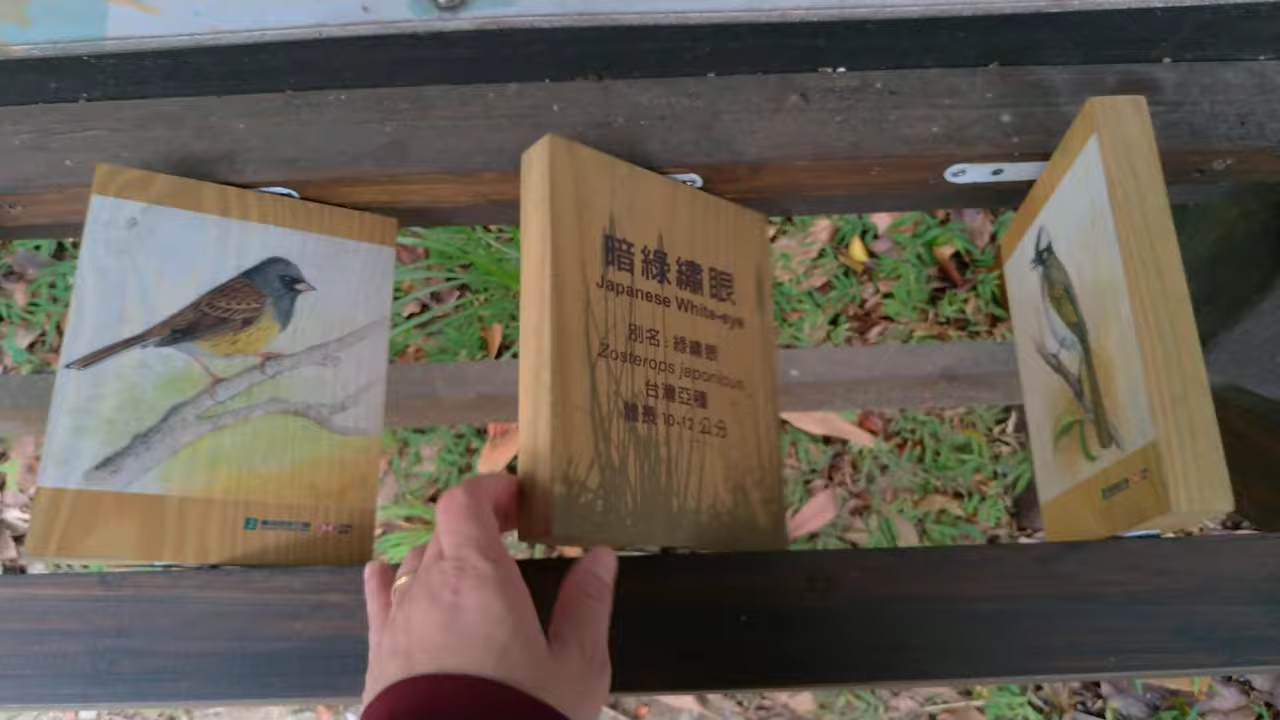 暗綠繡眼
Japanese White-eye
別名：綠繡眼
Zosterops japonicus
台灣亞種
體長 10-12 公分